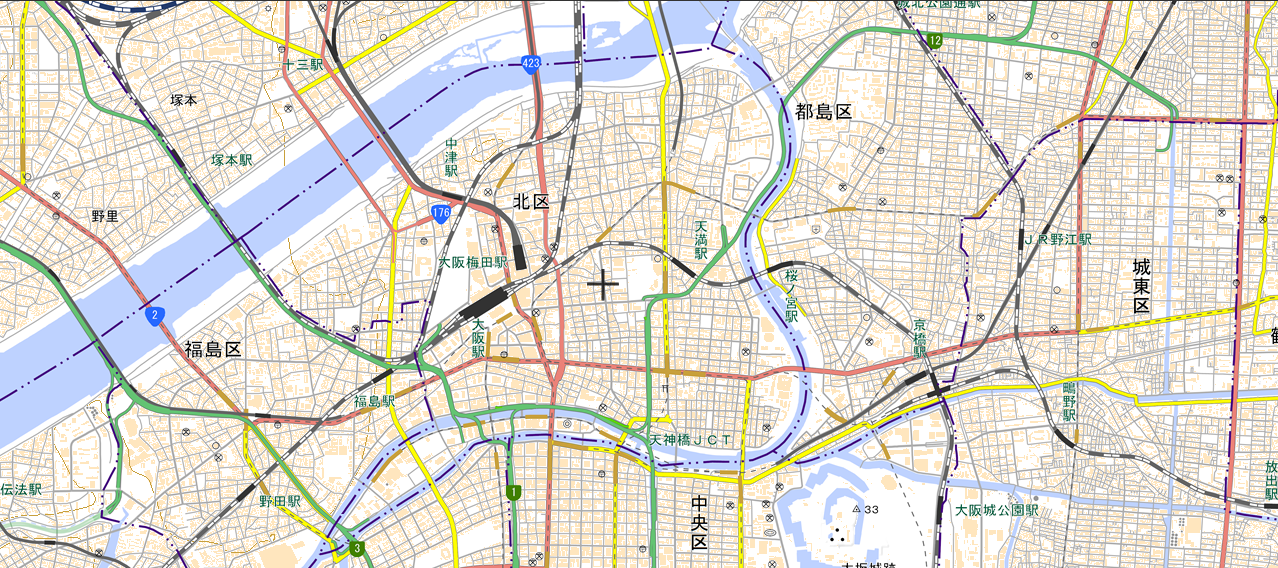 城北公園通駅
12
十三駅
423
塚本
都島区
中津駅
塚本駅
北区
176
野里
天満駅
JR野江駅
大阪梅田駅
城東区
桜ノ宮駅
2
大阪駅
京橋駅
福島区
福島駅
鴫野駅
天神橋JCT
放出駅
伝法駅
野田駅
1
中央区
33
大阪城公園駅
3
大坂城跡